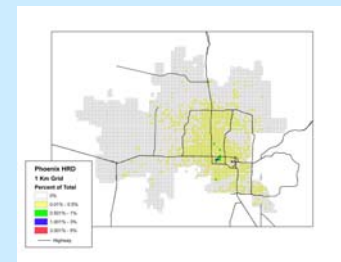 Phoenix HRD
1 Km Grid
Percent of Total
0%
0.01% - 0.5%
0.501% - 1%
1.001% - 3%
3.001% - 5%
Highway